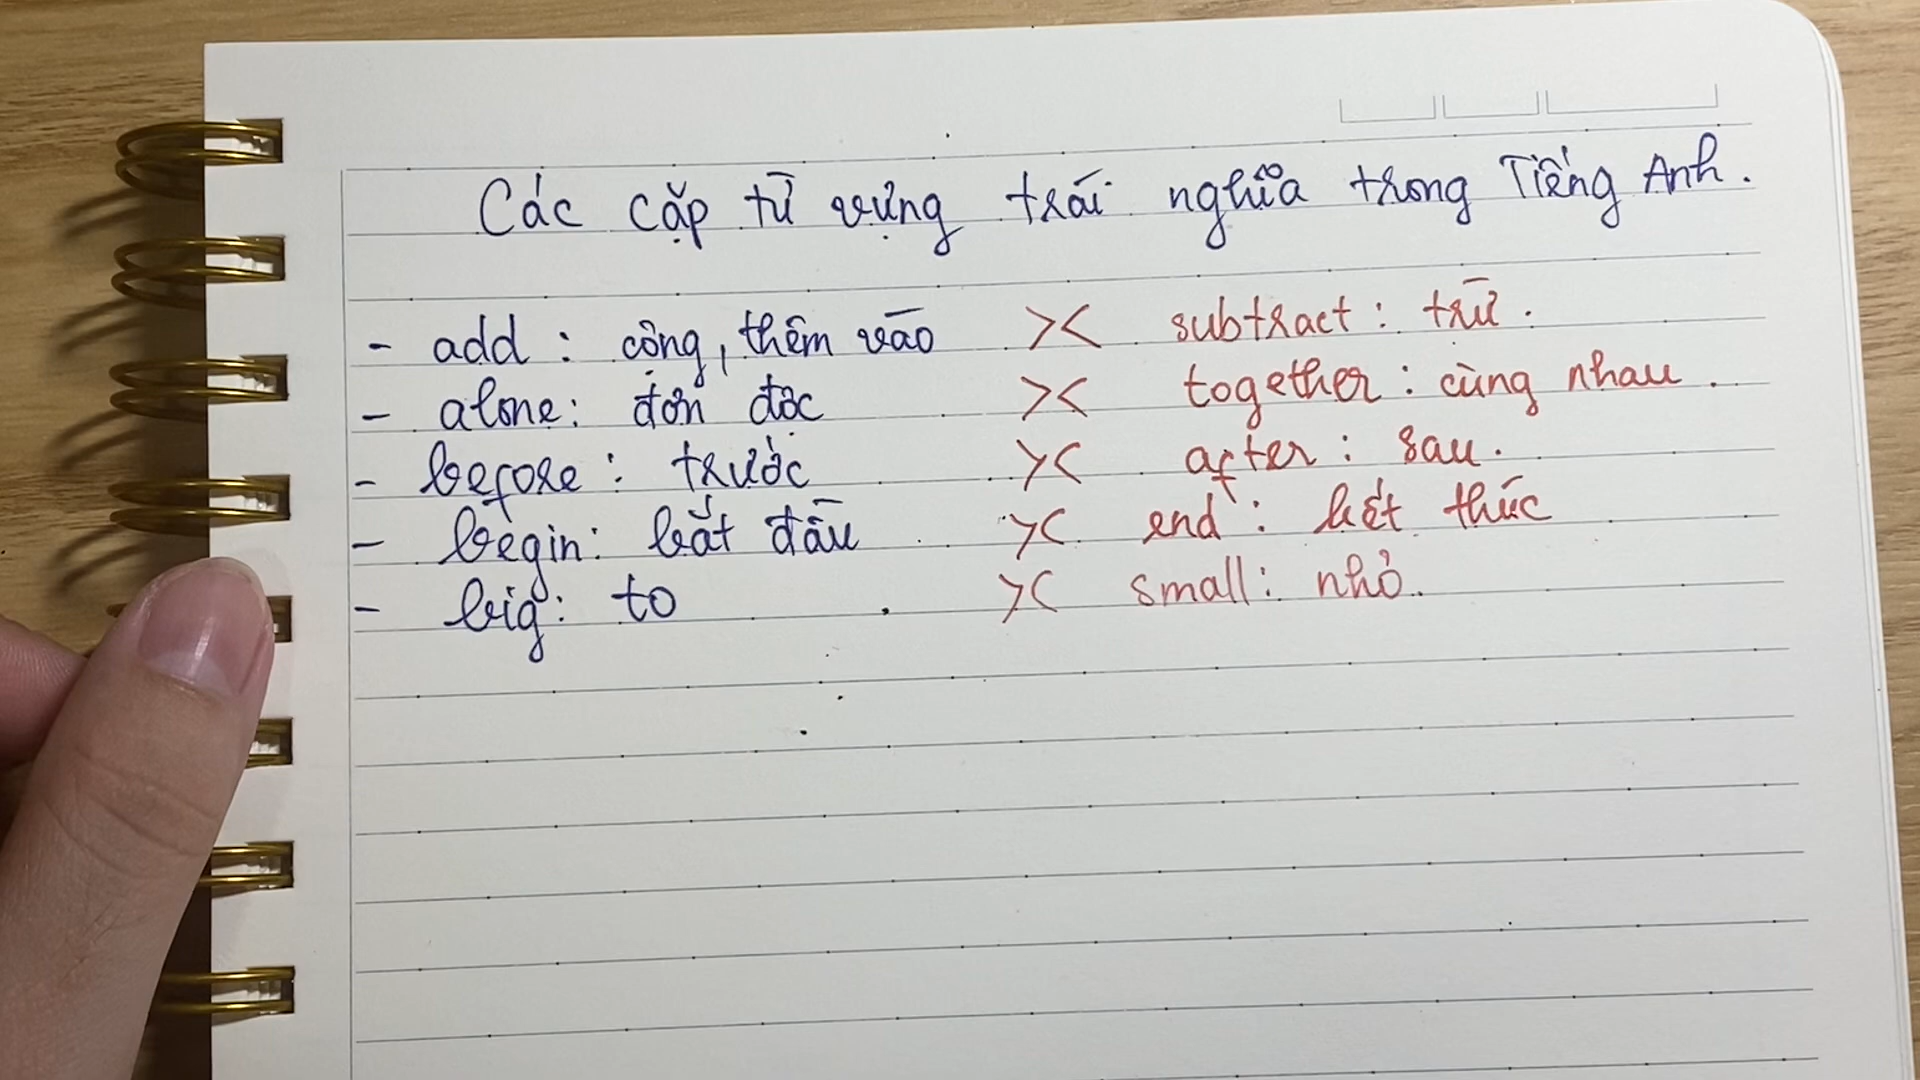 Các cặp từ vựng trái nghĩa trong Tiếng Anh.
- add : cộng, thêm vào >< subtract : trừ.
- alone : đơn độc >< together : cùng nhau.
- before : trước >< after : sau.
- begin : bắt đầu >< end : kết thúc
- big : to >< small : nhỏ.